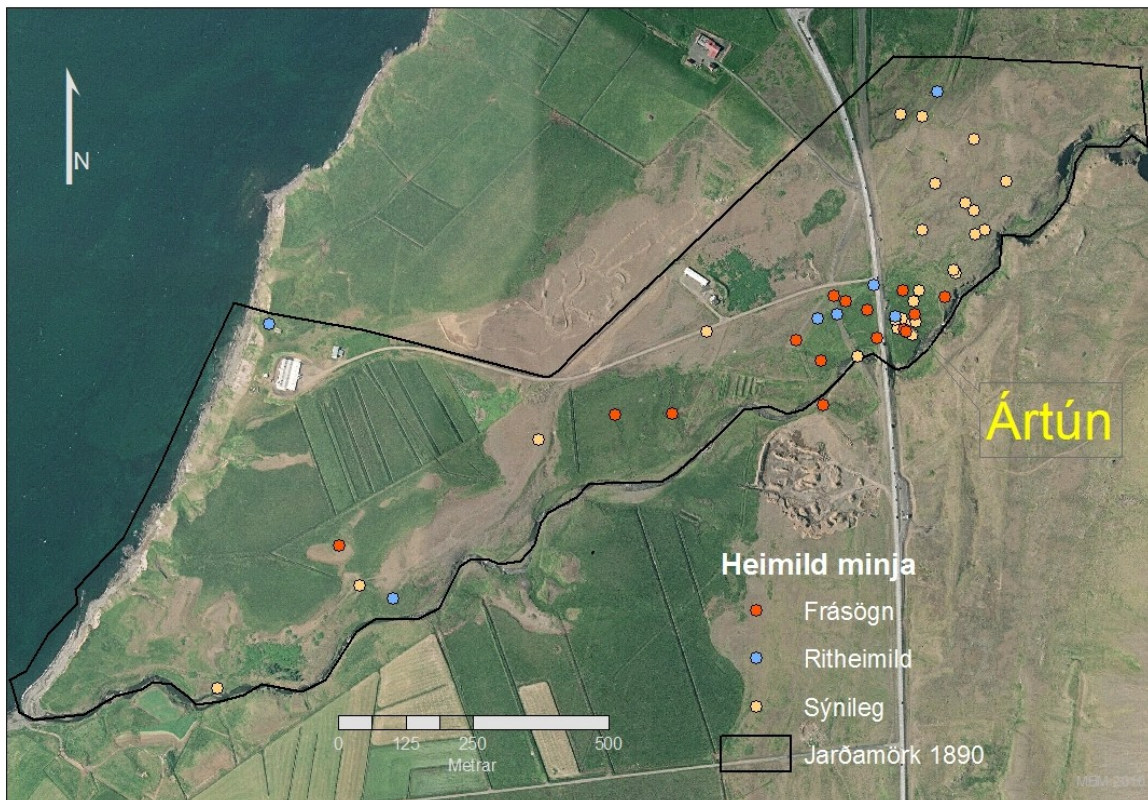 N
Ártún
Heimild minja
Frásögn
Ritheimild
Sýnileg
Jarðamörk 1890
0 125 250 500
Metrar